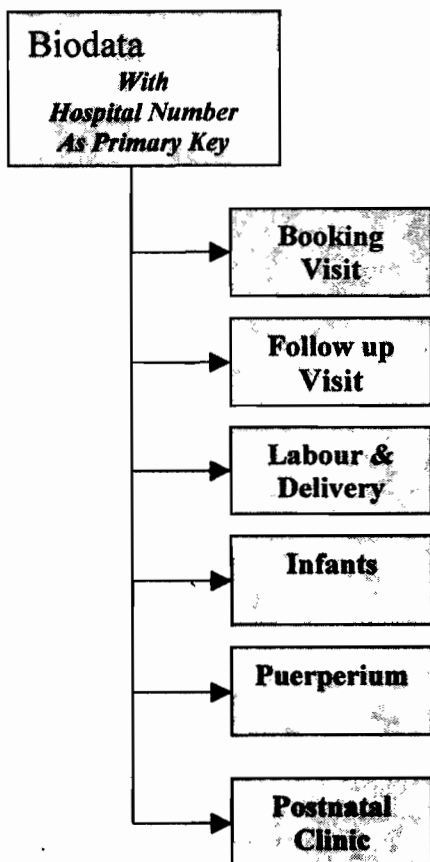 Biodata
With
Hospital Number
As Primary Key
Booking
Visit
Follow up
Visit
Labour &
Delivery
Infants
Puerperium
Postnatal
Clinic